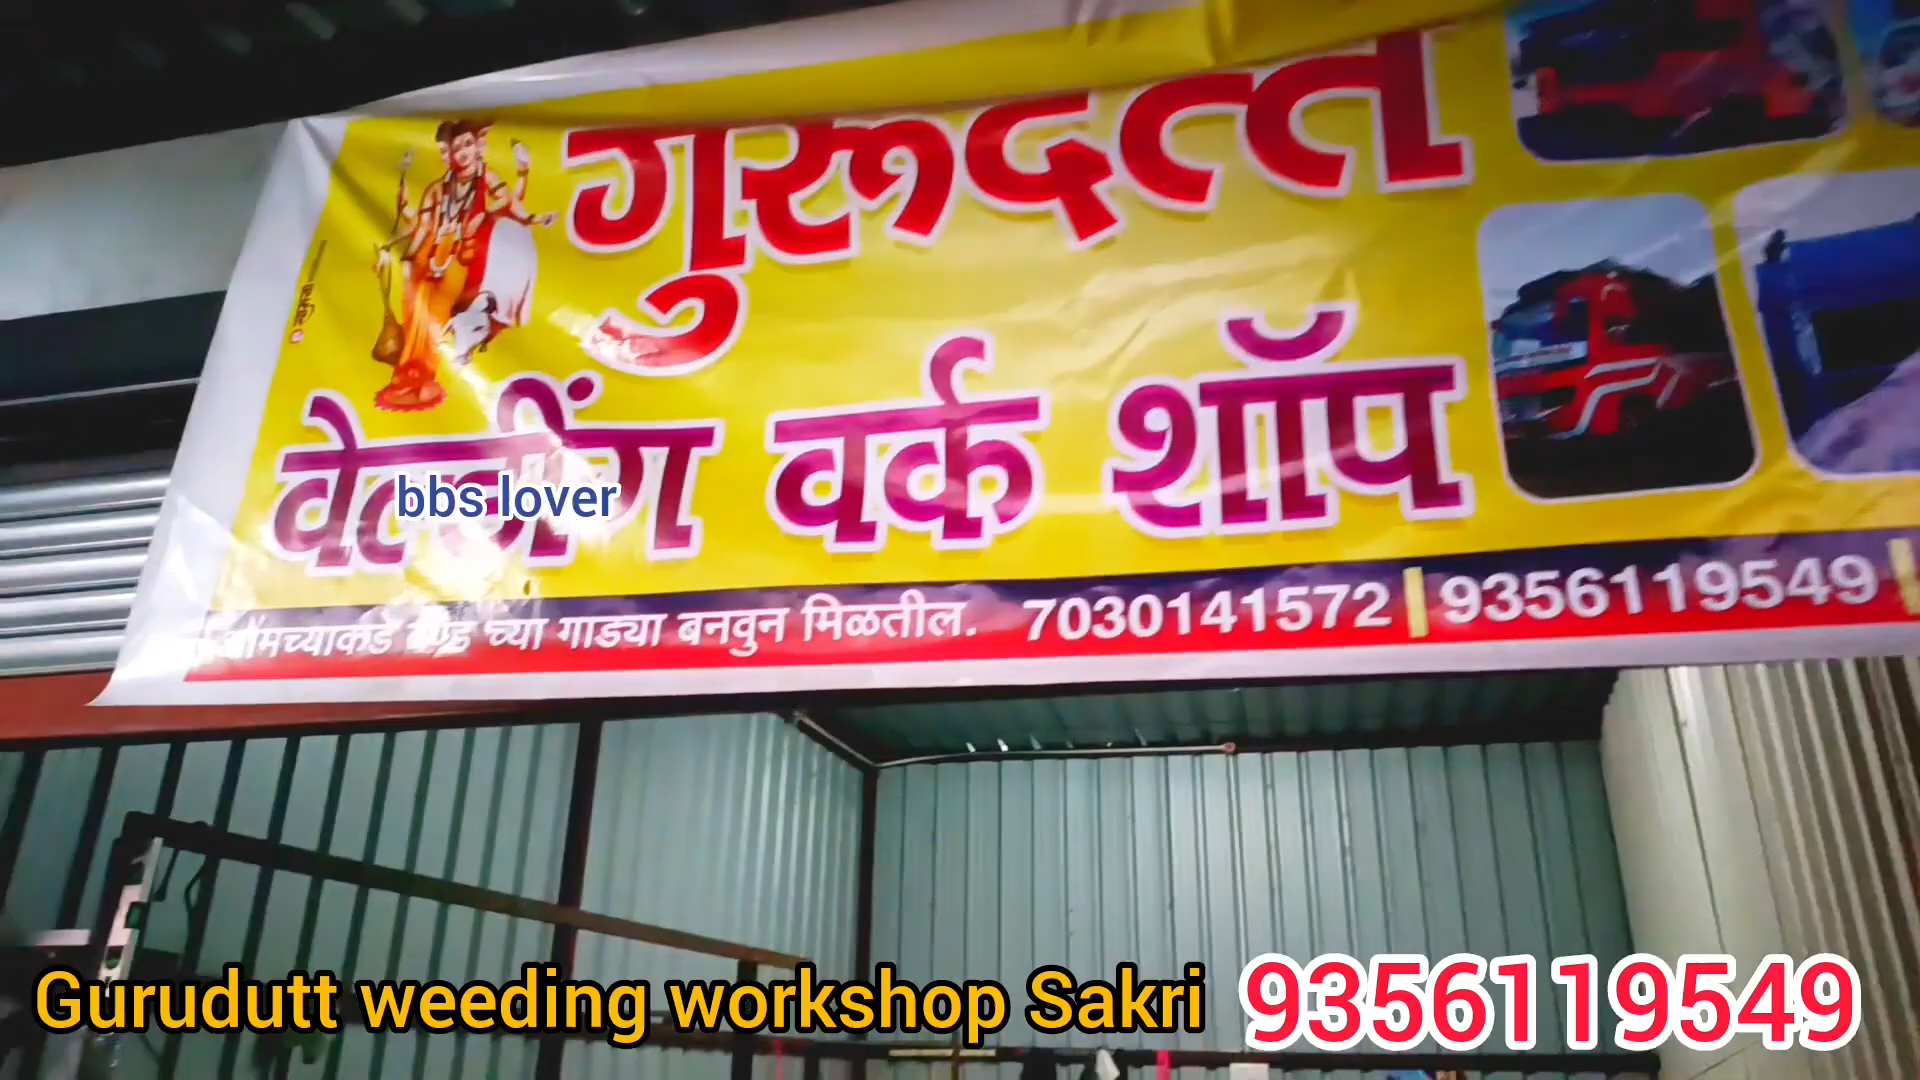 गुरूदत्त
वेल्डींग वर्क शॉप
bbs lover
च्या गाड्या बनवुन मिळतील. 7030141572 | 9356119549
Gurudutt weeding workshop Sakri 9356119549